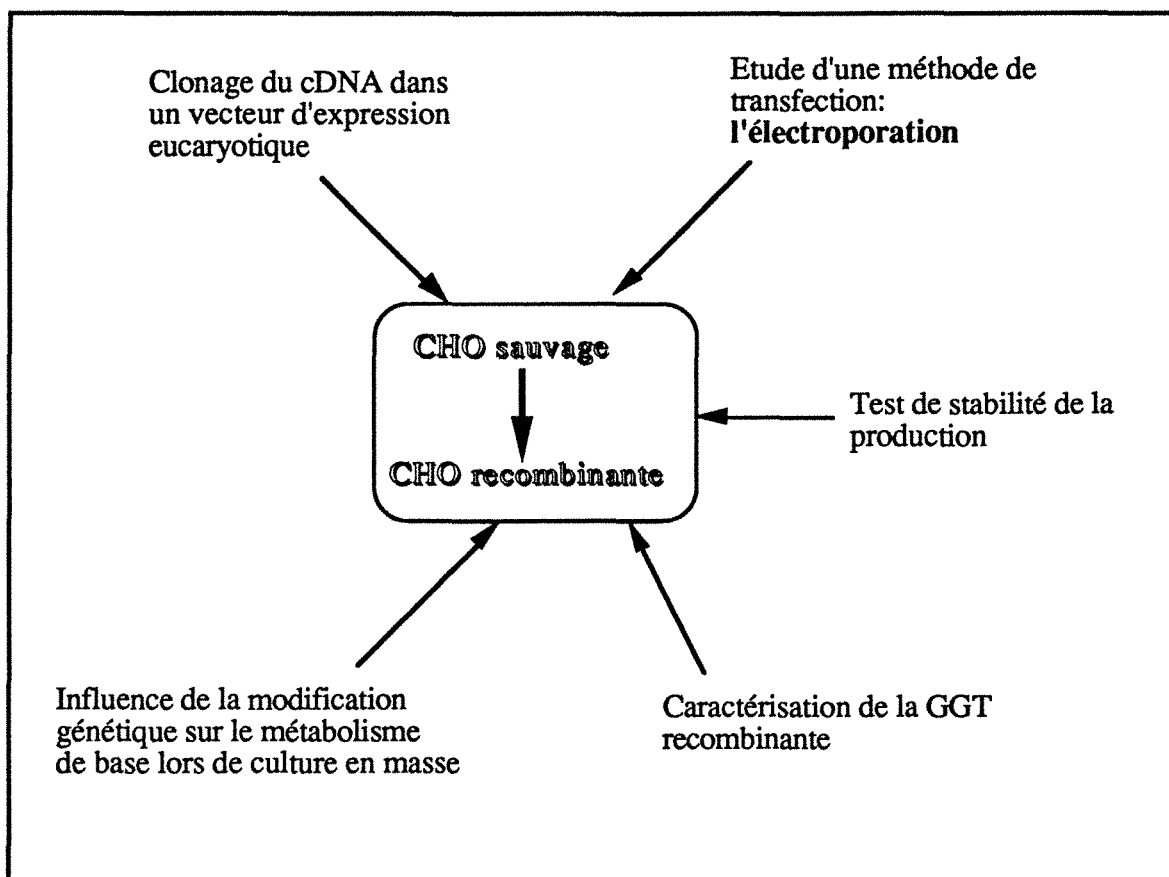 Clonage du cDNA dans
un vecteur d'expression
eucaryotique
Etude d'une méthode de
transfection:
l'électroporation
CHO sauvage
CHO recombinante
Test de stabilité de la
production
Influence de la modification
génétique sur le métabolisme
de base lors de culture en masse
Caractérisation de la GGT
recombinante